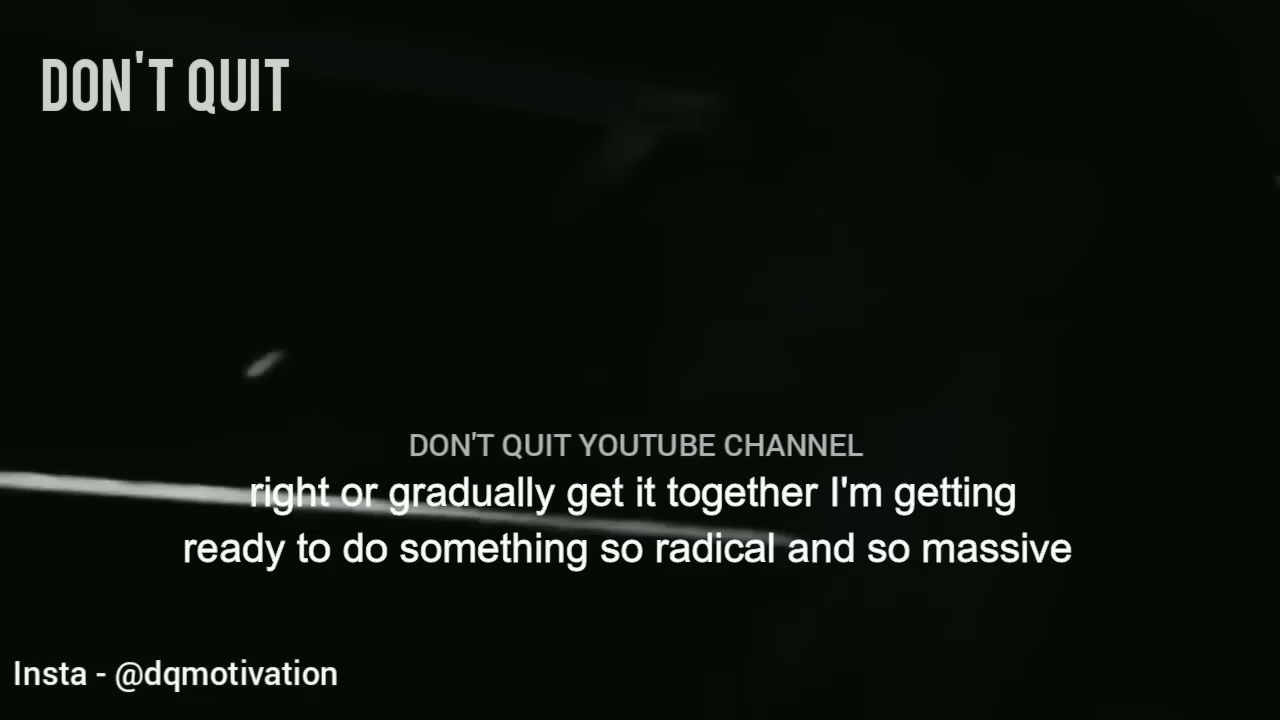 DON'T QUIT
DON'T QUIT YOUTUBE CHANNEL
right or gradually get it together I'm getting
ready to do something so radical and so massive
Insta - @dqmotivation